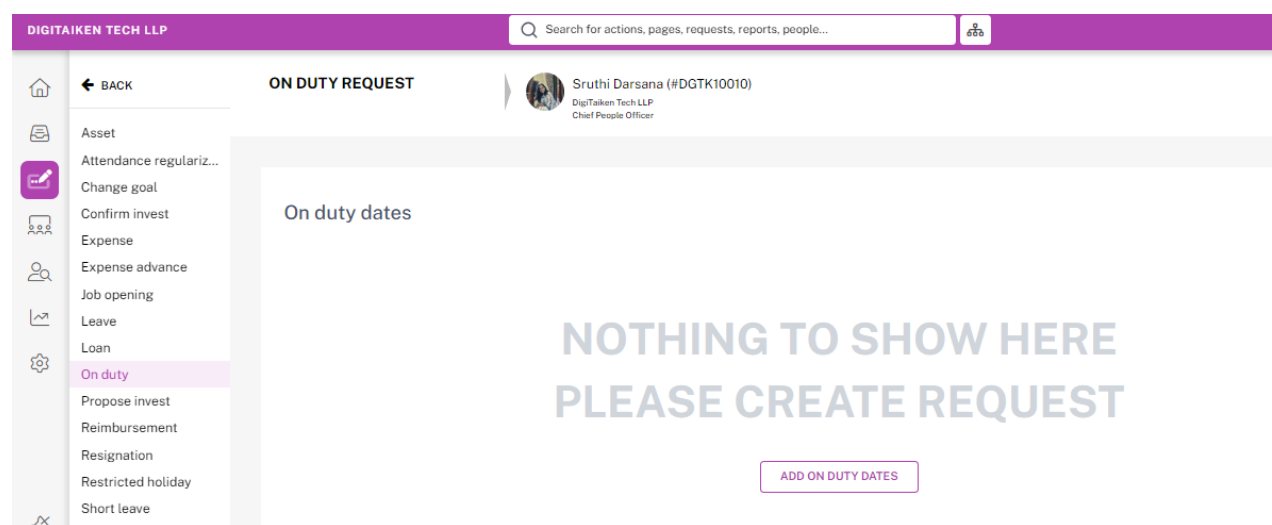 DIGITAIKEN TECH LLP
Search for actions, pages, requests, reports, people...
BACK
ON DUTY REQUEST
Sruthi Darsana (#DGTK10010)
DigiTaiken Tech LLP
Chief People Officer
Asset
Attendance regulariz...
Change goal
Confirm invest
Expense
Expense advance
Job opening
Leave
Loan
On duty
Propose invest
Reimbursement
Resignation
Restricted holiday
Short leave
On duty dates
NOTHING TO SHOW HERE
PLEASE CREATE REQUEST
ADD ON DUTY DATES